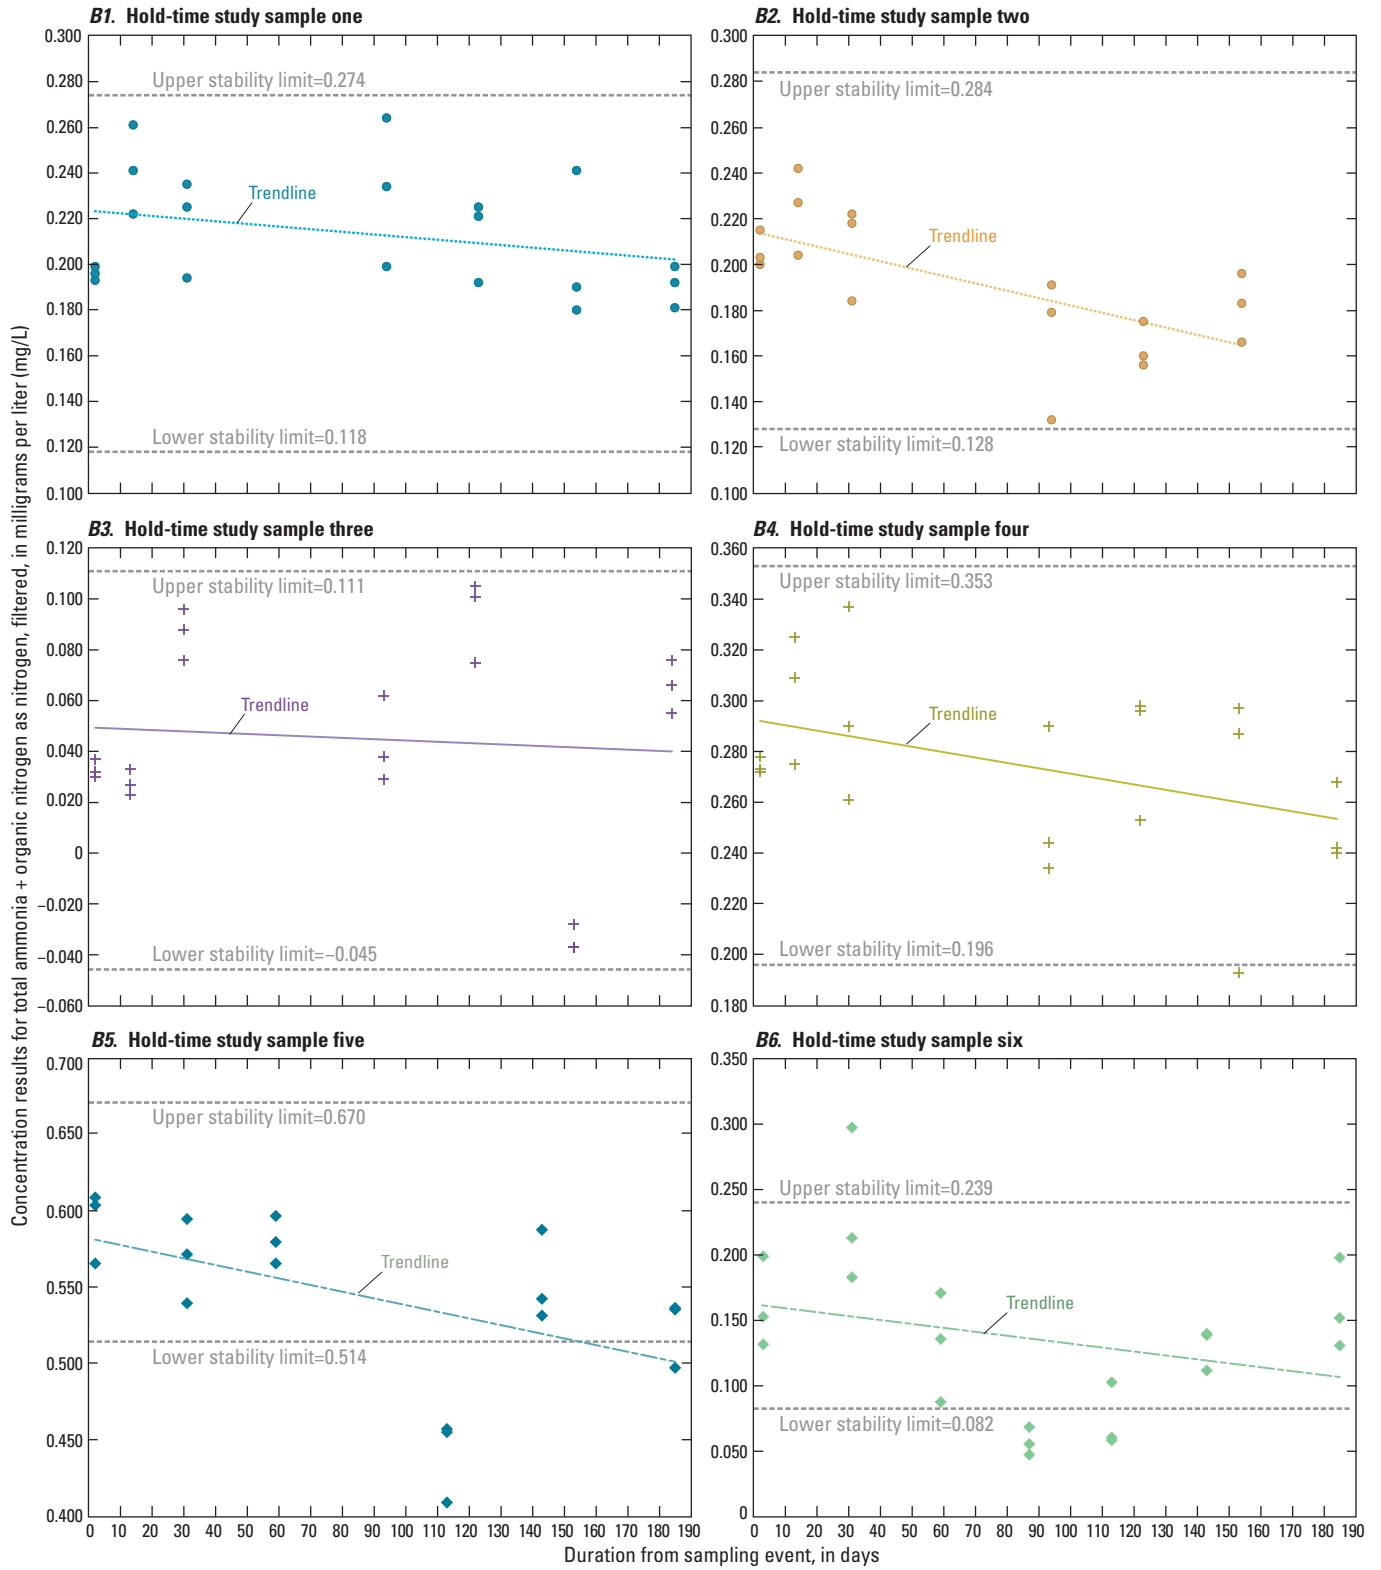 B1. Hold-time study sample one
0.300
0.280
0.260
0.240
0.220
0.200
0.180
0.160
0.140
0.120
0.100
Upper stability limit=0.274
Trendline
Lower stability limit=0.118
B2. Hold-time study sample two
0.300
0.280
0.260
0.240
0.220
0.200
0.180
0.160
0.140
0.120
0.100
Upper stability limit=0.284
Trendline
Lower stability limit=0.128
B3. Hold-time study sample three
0.120
0.100
0.080
0.060
0.040
0.020
0
−0.020
−0.040
−0.060
Upper stability limit=0.111
Trendline
Lower stability limit=−0.045
B4. Hold-time study sample four
0.360
0.340
0.320
0.300
0.280
0.260
0.240
0.220
0.200
0.180
Upper stability limit=0.353
Trendline
Lower stability limit=0.196
B5. Hold-time study sample five
0.700
0.650
0.600
0.550
0.500
0.450
0.400
Upper stability limit=0.670
Trendline
Lower stability limit=0.514
0 10 20 30 40 50 60 70 80 90 100 110 120 130 140 150 160 170 180 190
B6. Hold-time study sample six
0.350
0.300
0.250
0.200
0.150
0.100
0.050
0
Upper stability limit=0.239
Trendline
Lower stability limit=0.082
0 10 20 30 40 50 60 70 80 90 100 110 120 130 140 150 160 170 180 190
Concentration results for total ammonia + organic nitrogen as nitrogen, filtered, in milligrams per liter (mg/L)
Duration from sampling event, in days